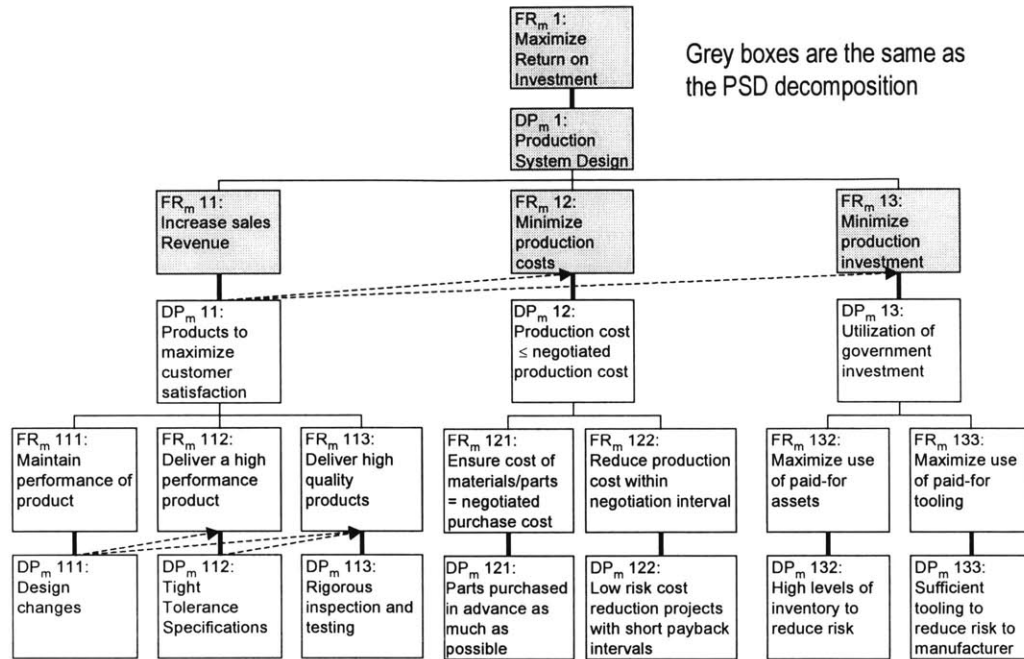 FRm 1:
Maximize
Return on
Investment
Grey boxes are the same as
the PSD decomposition
DPm 1:
Production
System Design
FRm 11:
Increase sales
Revenue
FRm 12:
Minimize
production
costs
FRm 13:
Minimize
production
investment
DPm 11:
Products to
maximize
customer
satisfaction
DPm 12:
Production cost
≤ negotiated
production cost
DPm 13:
Utilization of
government
investment
FRm 111:
Maintain
performance of
product
FRm 112:
Deliver a high
performance
product
FRm 113:
Deliver high
quality
products
FRm 121:
Ensure cost of
materials/parts
= negotiated
purchase cost
FRm 122:
Reduce production
cost within
negotiation interval
FRm 132:
Maximize use
of paid-for
assets
FRm 133:
Maximize use
of paid-for
tooling
DPm 111:
Design
changes
DPm 112:
Tight
Tolerance
Specifications
DPm 113:
Rigorous
inspection and
testing
DPm 121:
Parts purchased
in advance as
much as
possible
DPm 122:
Low risk cost
reduction projects
with short payback
intervals
DPm 132:
High levels of
inventory to
reduce risk
DPm 133:
Sufficient
tooling to
reduce risk to
manufacturer